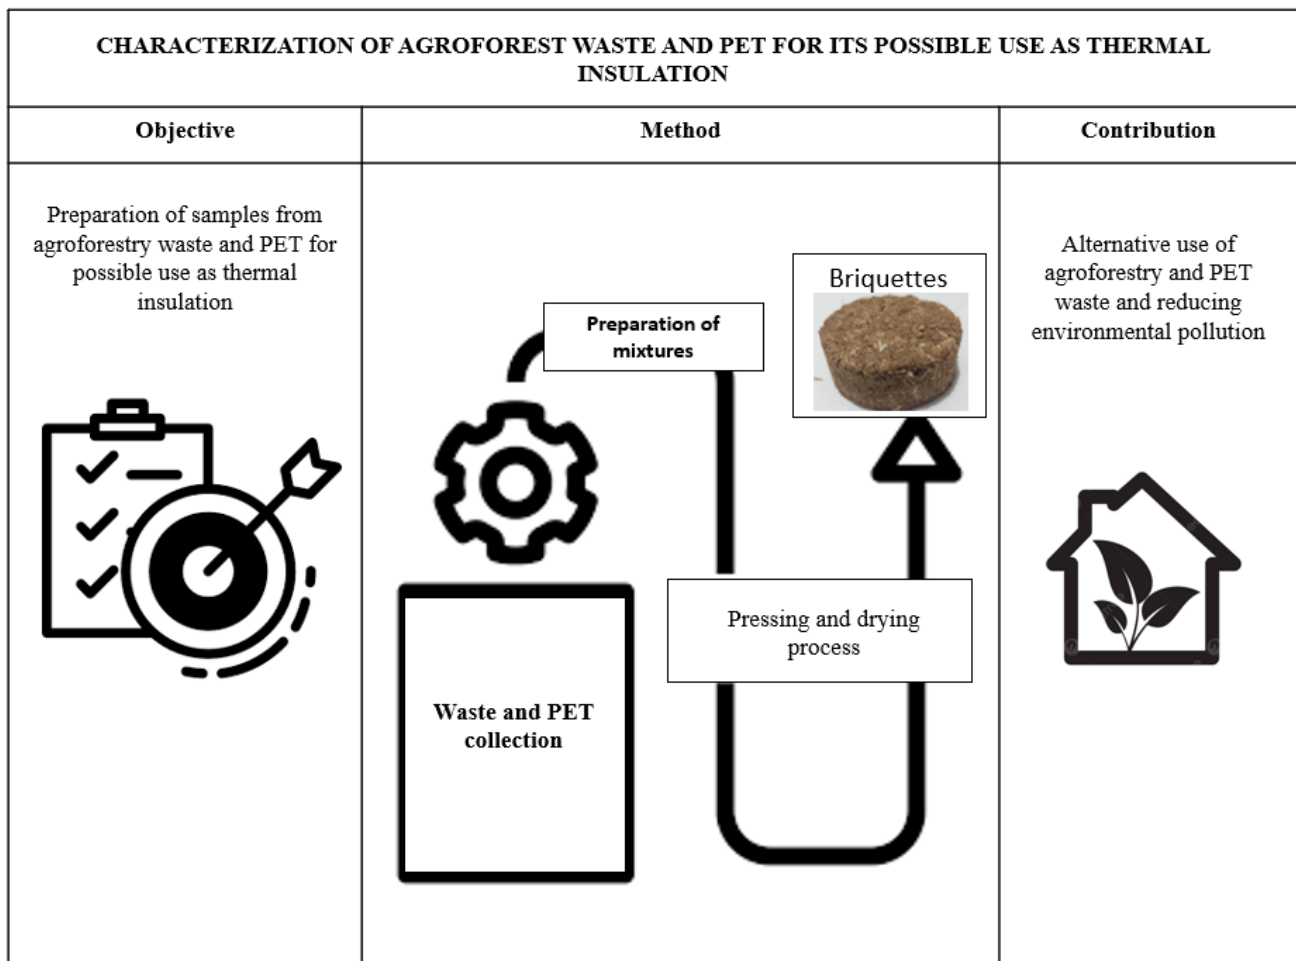 CHARACTERIZATION OF AGROFOREST WASTE AND PET FOR ITS POSSIBLE USE AS THERMAL
INSULATION
Objective
Method
Contribution
Preparation of samples from
agroforestry waste and PET for
possible use as thermal
insulation
Waste and PET
collection
Preparation of
mixtures
Pressing and drying
process
Briquettes
Alternative use of
agroforestry and PET
waste and reducing
environmental pollution